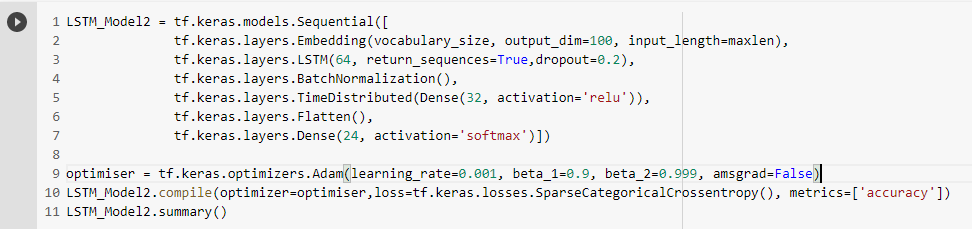 1 LSTM_Model2 = tf.keras.models.Sequential([
2 tf.keras.layers.Embedding(vocabulary_size, output_dim=100, input_length=maxlen),
3 tf.keras.layers.LSTM(64, return_sequences=True,dropout=0.2),
4 tf.keras.layers.BatchNormalization(),
5 tf.keras.layers.TimeDistributed(Dense(32, activation='relu')),
6 tf.keras.layers.Flatten(),
7 tf.keras.layers.Dense(24, activation='softmax')])
8
9 optimiser = tf.keras.optimizers.Adam(learning_rate=0.001, beta_1=0.9, beta_2=0.999, amsgrad=False)
10 LSTM_Model2.compile(optimizer=optimiser,loss=tf.keras.losses.SparseCategoricalCrossentropy(), metrics=['accuracy'])
11 LSTM_Model2.summary()